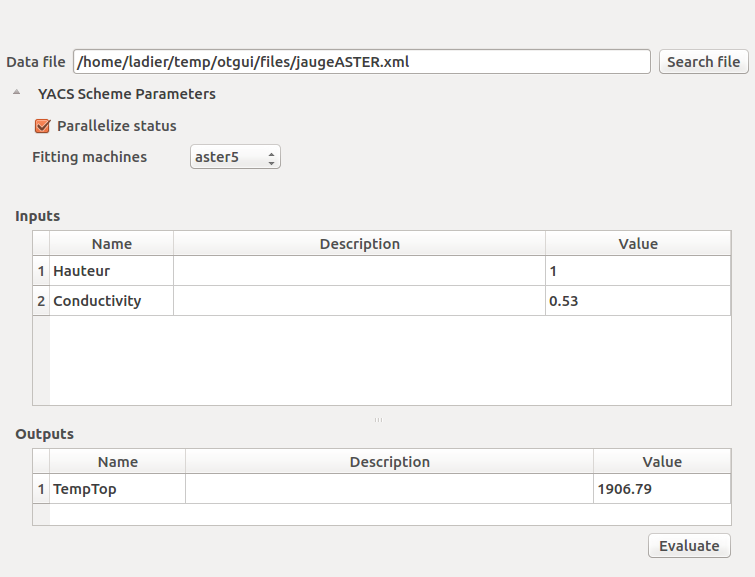 Data file /home/ladier/temp/otgui/files/jaugeASTER.xml Search file
YACS Scheme Parameters
Parallelize status
Fitting machines aster5
Inputs
Name Description Value
1 Hauteur 1
2 Conductivity 0.53
Outputs
Name Description Value
1 TempTop 1906.79
Evaluate